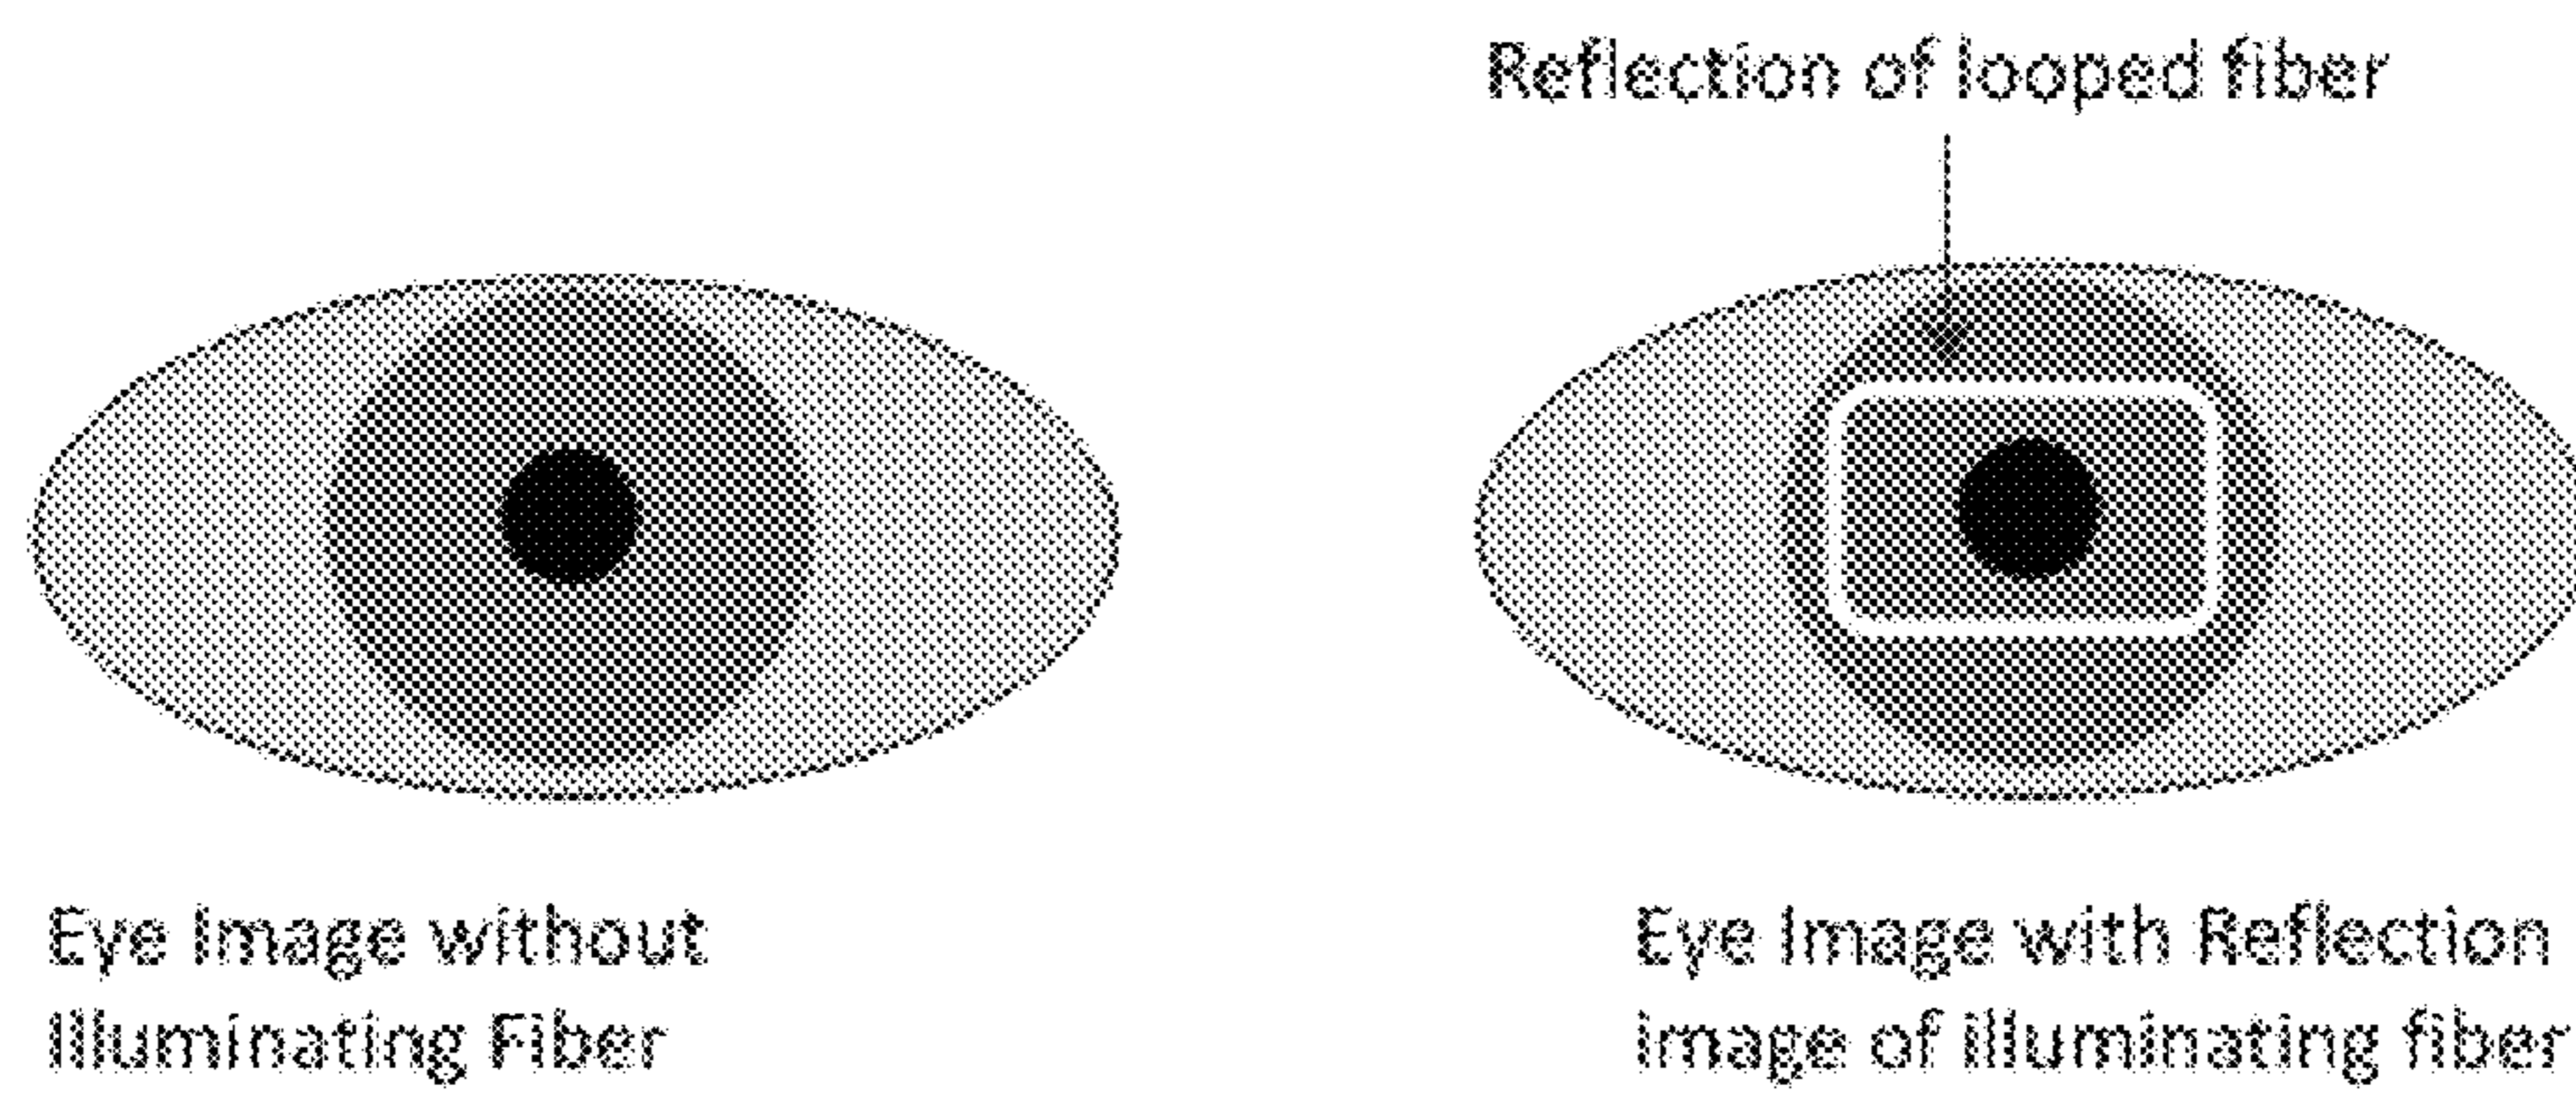 Reflection of looped fiber
Eye Image without
Illuminating Fiber
Eye Image with Reflection
image of illuminating fiber